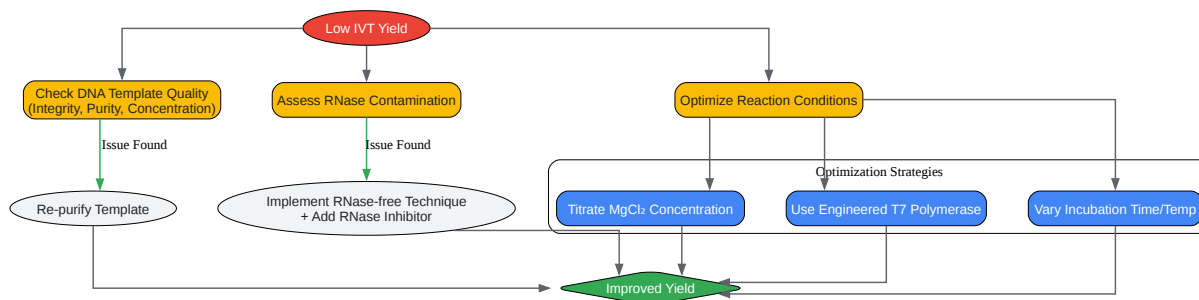 Low IVT Yield
Check DNA Template Quality
(Integrity, Purity, Concentration)
Assess RNase Contamination
Optimize Reaction Conditions
Issue Found
Issue Found
Optimization Strategies
Re-purify Template
Implement RNase-free Technique
+ Add RNase Inhibitor
Titrate MgCl₂ Concentration
Use Engineered T7 Polymerase
Vary Incubation Time/Temp
Improved Yield